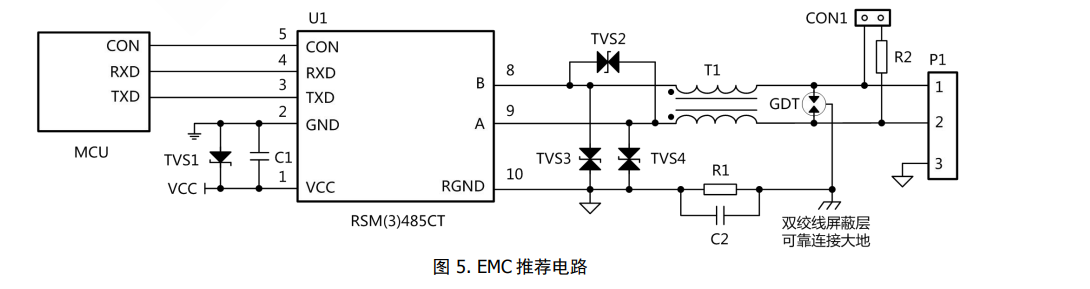 U1
CON1
MCU
CON
RXD
TXD
5
4
3
2
1
CON
RXD
TXD
GND
VCC
B
A
RGND
8
9
10
RSM(3)485CT
TVS1
C1
VCC
TVS2
TVS3
TVS4
T1
GDT
R1
C2
R2
P1
1
2
3
双绞线屏蔽层
可靠连接大地
图 5. EMC 推荐电路